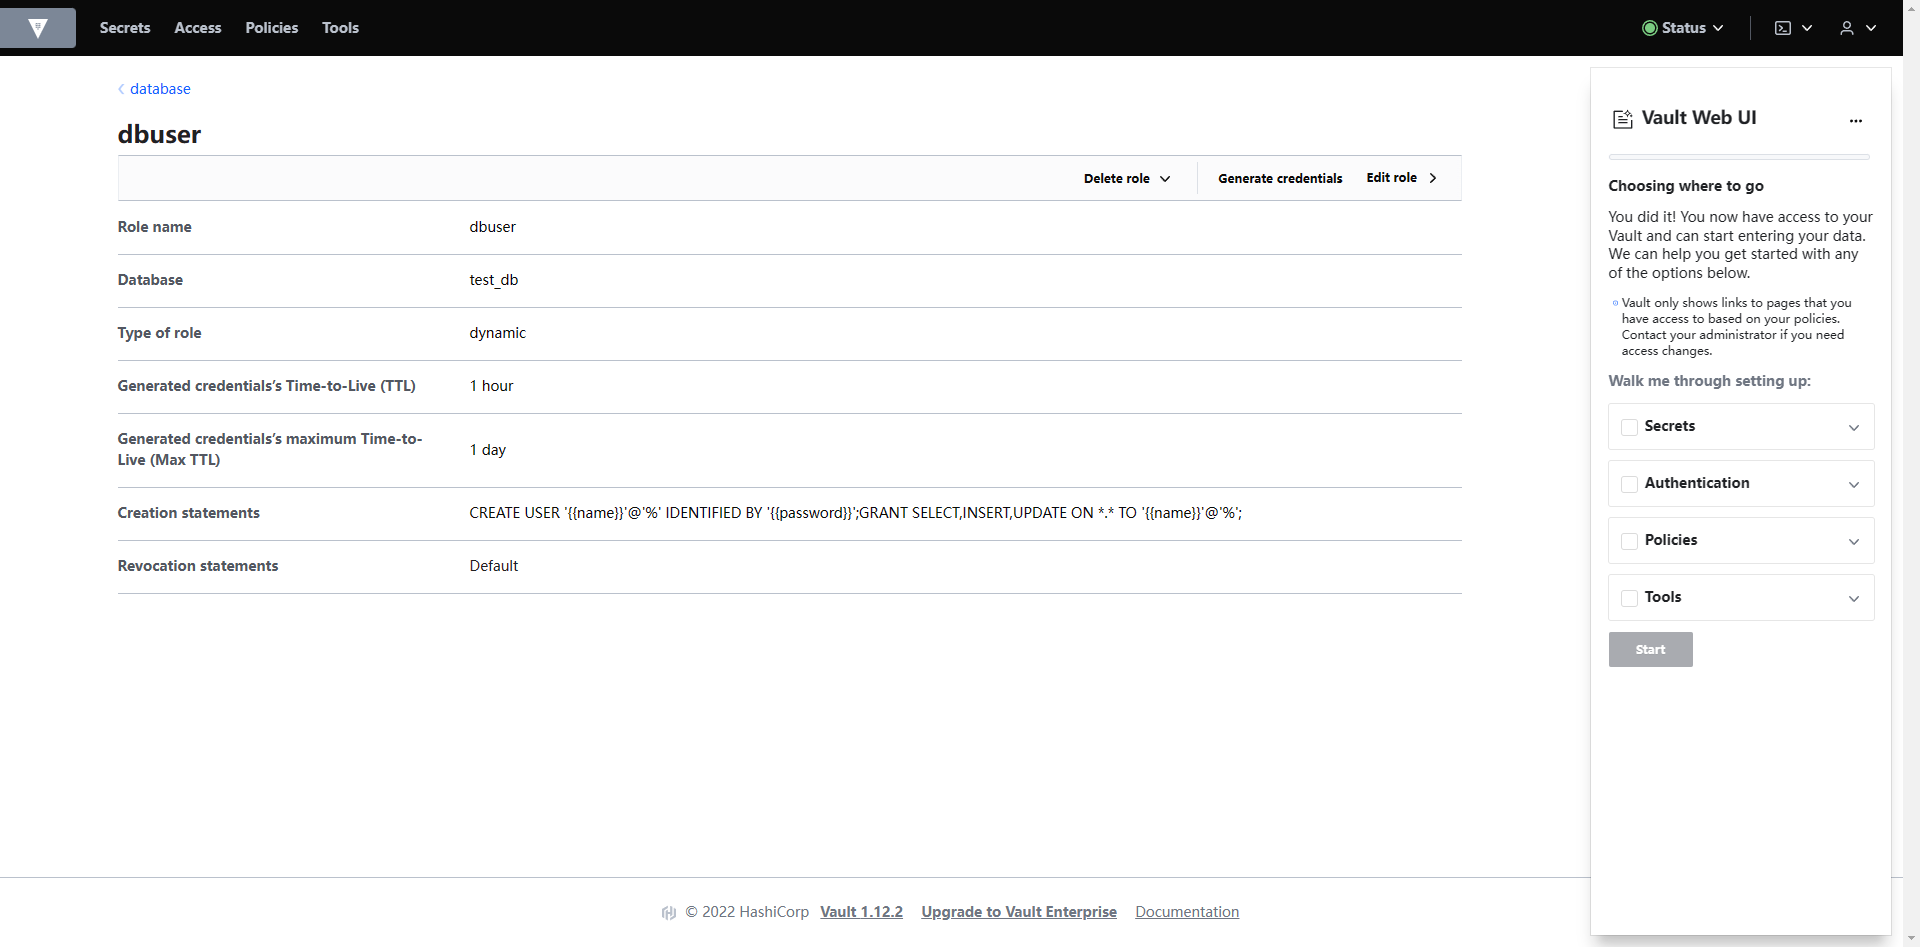 Secrets Access Policies Tools Status
database
dbuser
Delete role Generate credentials Edit role
Role name dbuser
Database test_db
Type of role dynamic
Generated credentials’s Time-to-Live (TTL) 1 hour
Generated credentials’s maximum Time-to-
Live (Max TTL) 1 day
Creation statements CREATE USER '{{name}}'@'%' IDENTIFIED BY '{{password}}';GRANT SELECT,INSERT,UPDATE ON *.* TO '{{name}}'@'%';
Revocation statements Default
Vault Web UI
Choosing where to go
You did it! You now have access to your
Vault and can start entering your data.
We can help you get started with any
of the options below.
Vault only shows links to pages that you
have access to based on your policies.
Contact your administrator if you need
access changes.
Walk me through setting up:
Secrets
Authentication
Policies
Tools
Start
© 2022 HashiCorp Vault 1.12.2 Upgrade to Vault Enterprise Documentation